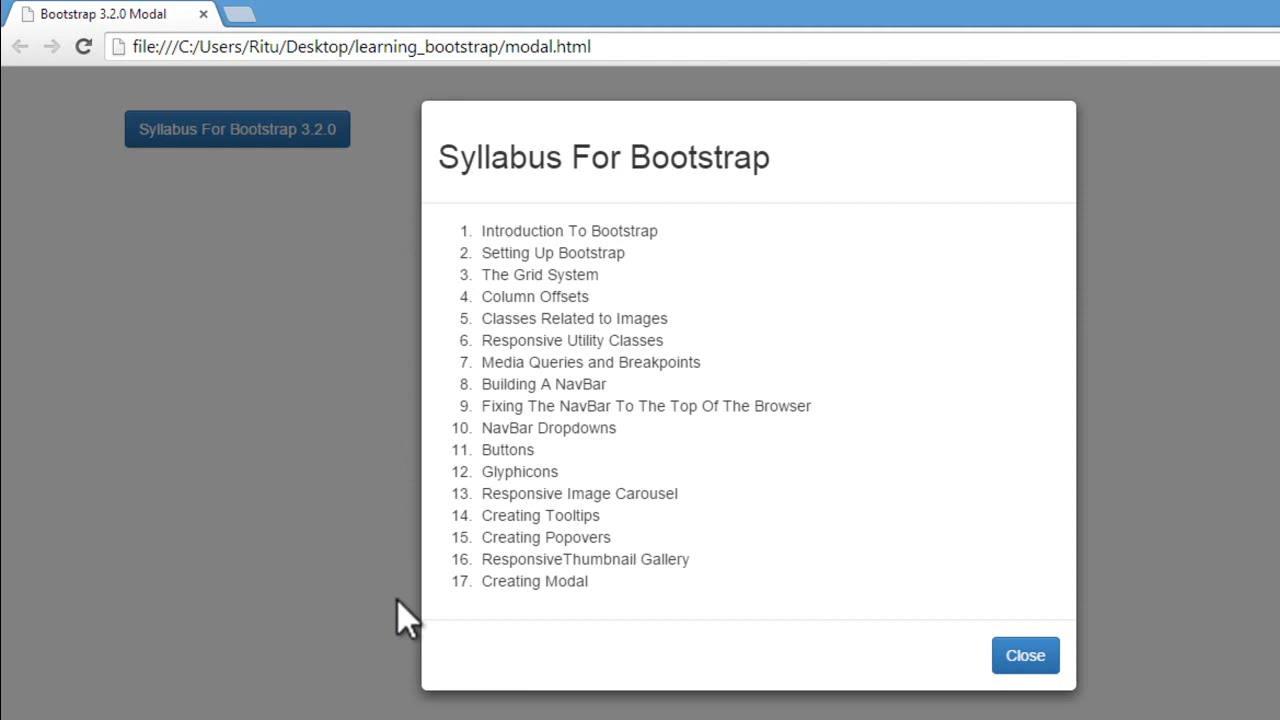 Bootstrap 3.2.0 Modal
file:///C:/Users/Ritu/Desktop/learning_bootstrap/modal.html
Syllabus For Bootstrap 3.2.0
Syllabus For Bootstrap
1. Introduction To Bootstrap
2. Setting Up Bootstrap
3. The Grid System
4. Column Offsets
5. Classes Related to Images
6. Responsive Utility Classes
7. Media Queries and Breakpoints
8. Building A NavBar
9. Fixing The NavBar To The Top Of The Browser
10. NavBar Dropdowns
11. Buttons
12. Glyphicons
13. Responsive Image Carousel
14. Creating Tooltips
15. Creating Popovers
16. ResponsiveThumbnail Gallery
17. Creating Modal
Close